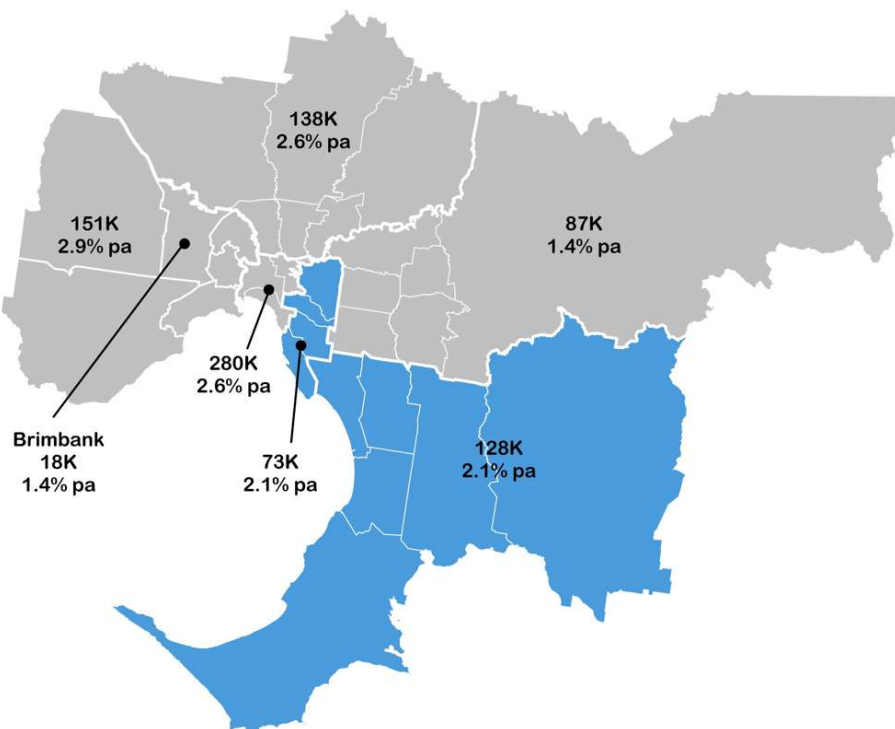 138K
2.6% pa
151K
2.9% pa
87K
1.4% pa
280K
2.6% pa
Brimbank
18K
1.4% pa
73K
2.1% pa
128K
2.1% pa